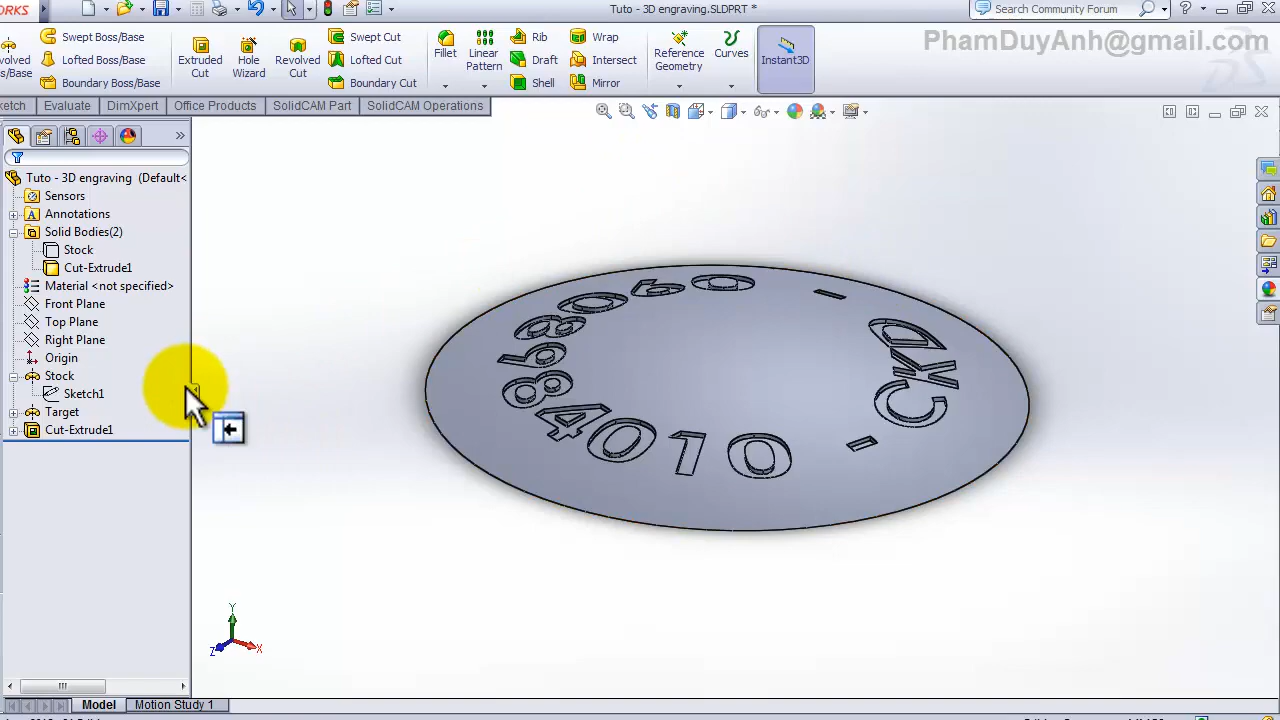 ORKS
Tuto - 3D engraving.SLDPRT *
Search Community Forum
PhamDuyAnh@gmail.com
Swept Boss/Base
Lofted Boss/Base
Boundary Boss/Base
Extruded Cut
Hole Wizard
Revolved Cut
Swept Cut
Lofted Cut
Boundary Cut
Fillet
Linear Pattern
Rib
Draft
Shell
Wrap
Intersect
Mirror
Reference Geometry
Curves
Instant3D
ketch
Evaluate
DimXpert
Office Products
SolidCAM Part
SolidCAM Operations
Tuto - 3D engraving (Default<
Sensors
Annotations
Solid Bodies(2)
Stock
Cut-Extrude1
Material <not specified>
Front Plane
Top Plane
Right Plane
Origin
Stock
Sketch1
Target
Cut-Extrude1
Y
Z
X
Model
Motion Study 1